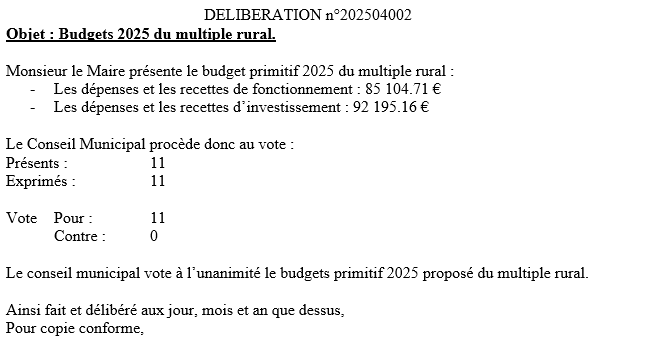 DELIBERATION n°202504002
Objet : Budgets 2025 du multiple rural.
Monsieur le Maire présente le budget primitif 2025 du multiple rural :
- Les dépenses et les recettes de fonctionnement : 85 104.71 €
- Les dépenses et les recettes d'investissement : 92 195.16 €
Le Conseil Municipal procède donc au vote :
Présents : 11
Exprimés : 11
Vote Pour : 11
Contre : 0
Le conseil municipal vote à l'unanimité le budgets primitif 2025 proposé du multiple rural.
Ainsi fait et délibéré aux jour, mois et an que dessus,
Pour copie conforme,